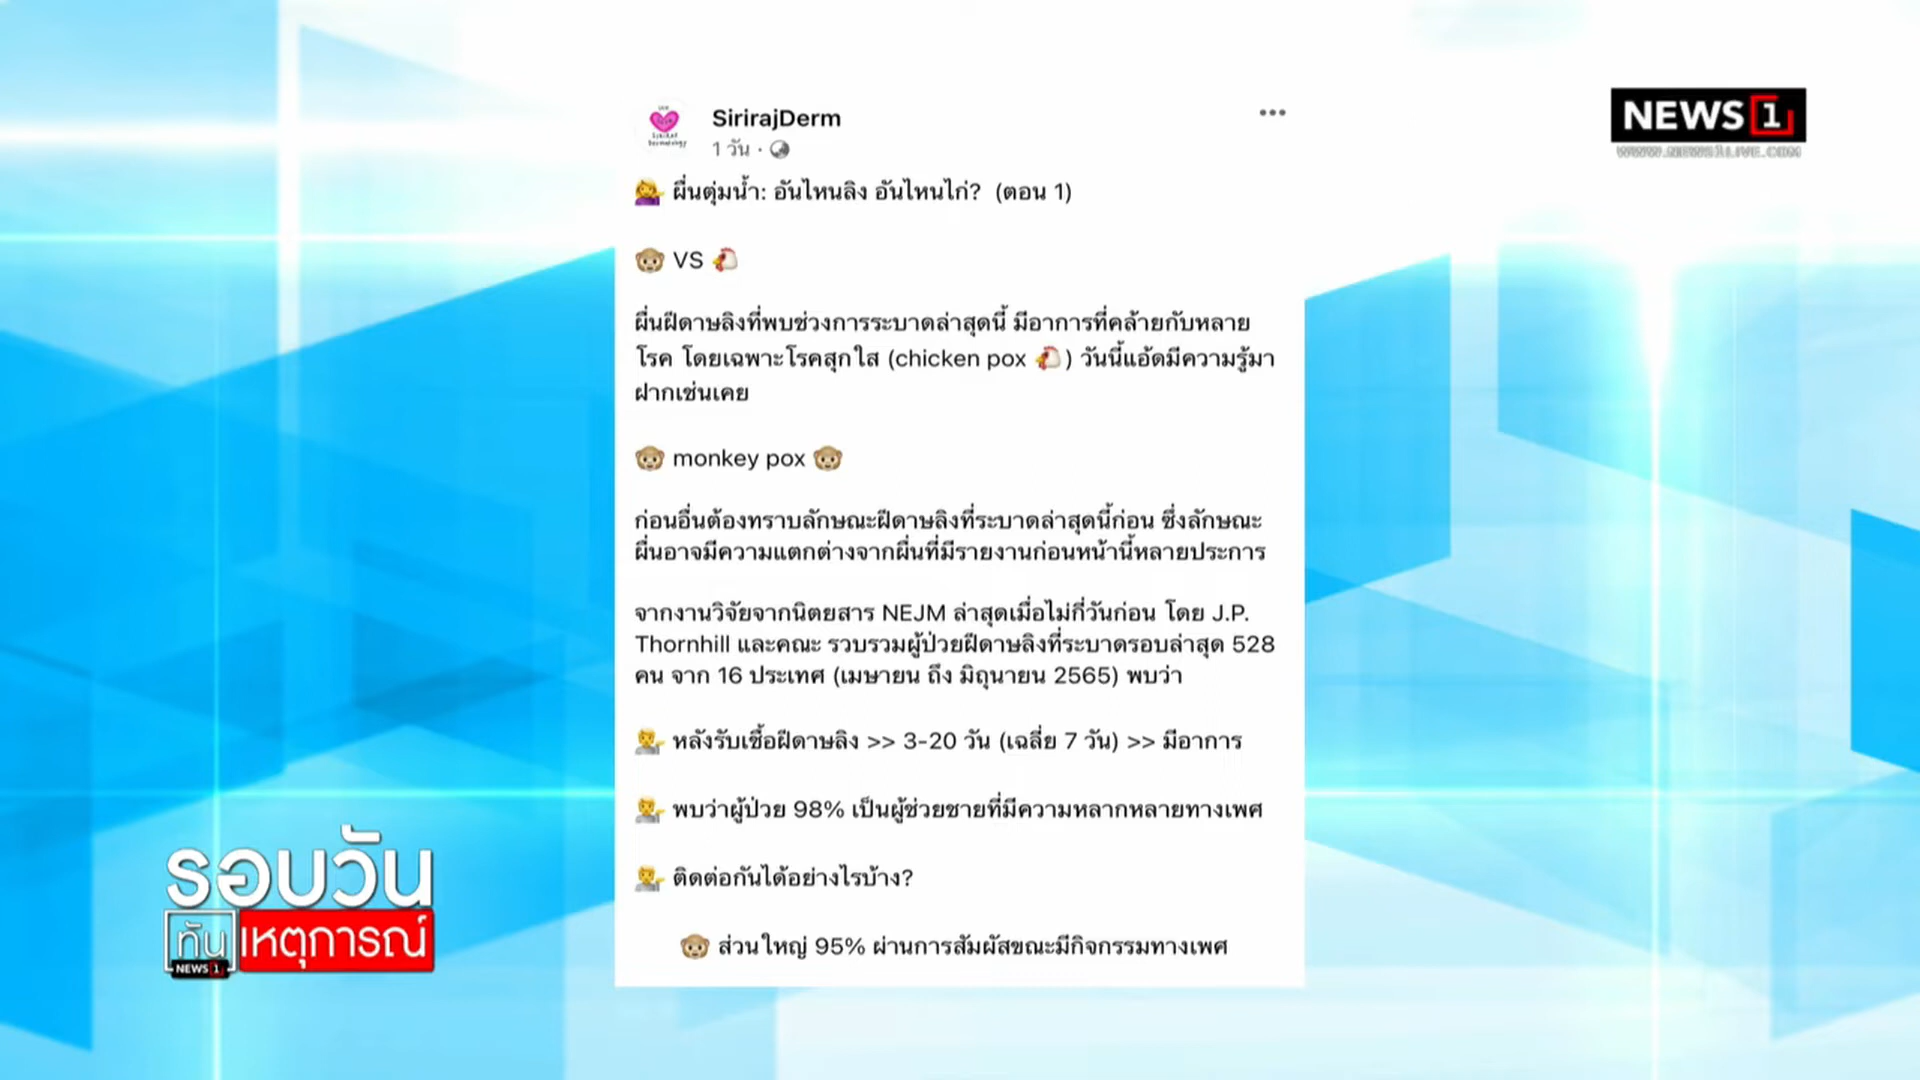 SirirajDerm
1 วัน ·
ผื่นตุ่มน้ำ: อันไหนลิง อันไหนไก่? (ตอน 1)
VS
ผื่นฝีดาษลิงที่พบช่วงการระบาดล่าสุดนี้ มีอาการที่คล้ายกับหลาย
โรค โดยเฉพาะโรคสุกใส (chicken pox 🐔) วันนี้แอ้ดมีความรู้มา
ฝากเช่นเคย
🐵 monkey pox 🐵
ก่อนอื่นต้องทราบลักษณะฝีดาษลิงที่ระบาดล่าสุดนี้ก่อน ซึ่งลักษณะ
ผื่นอาจมีความแตกต่างจากผื่นที่มีรายงานก่อนหน้านี้หลายประการ
จากงานวิจัยจากนิตยสาร NEJM ล่าสุดเมื่อไม่กี่วันก่อน โดย J.P.
Thornhill และคณะ รวบรวมผู้ป่วยฝีดาษลิงที่ระบาดรอบล่าสุด 528
คน จาก 16 ประเทศ (เมษายน ถึง มิถุนายน 2565) พบว่า
หลังรับเชื้อฝีดาษลิง >> 3-20 วัน (เฉลี่ย 7 วัน) >> มีอาการ
พบว่าผู้ป่วย 98% เป็นผู้ช่วยชายที่มีความหลากหลายทางเพศ
ติดต่อกันได้อย่างไรบ้าง?
ส่วนใหญ่ 95% ผ่านการสัมผัสขณะมีกิจกรรมทางเพศ
NEWS 1
WWW.NEWS1LIVE.COM
รอบวัน
ทันเหตุการณ์
NEWS 1